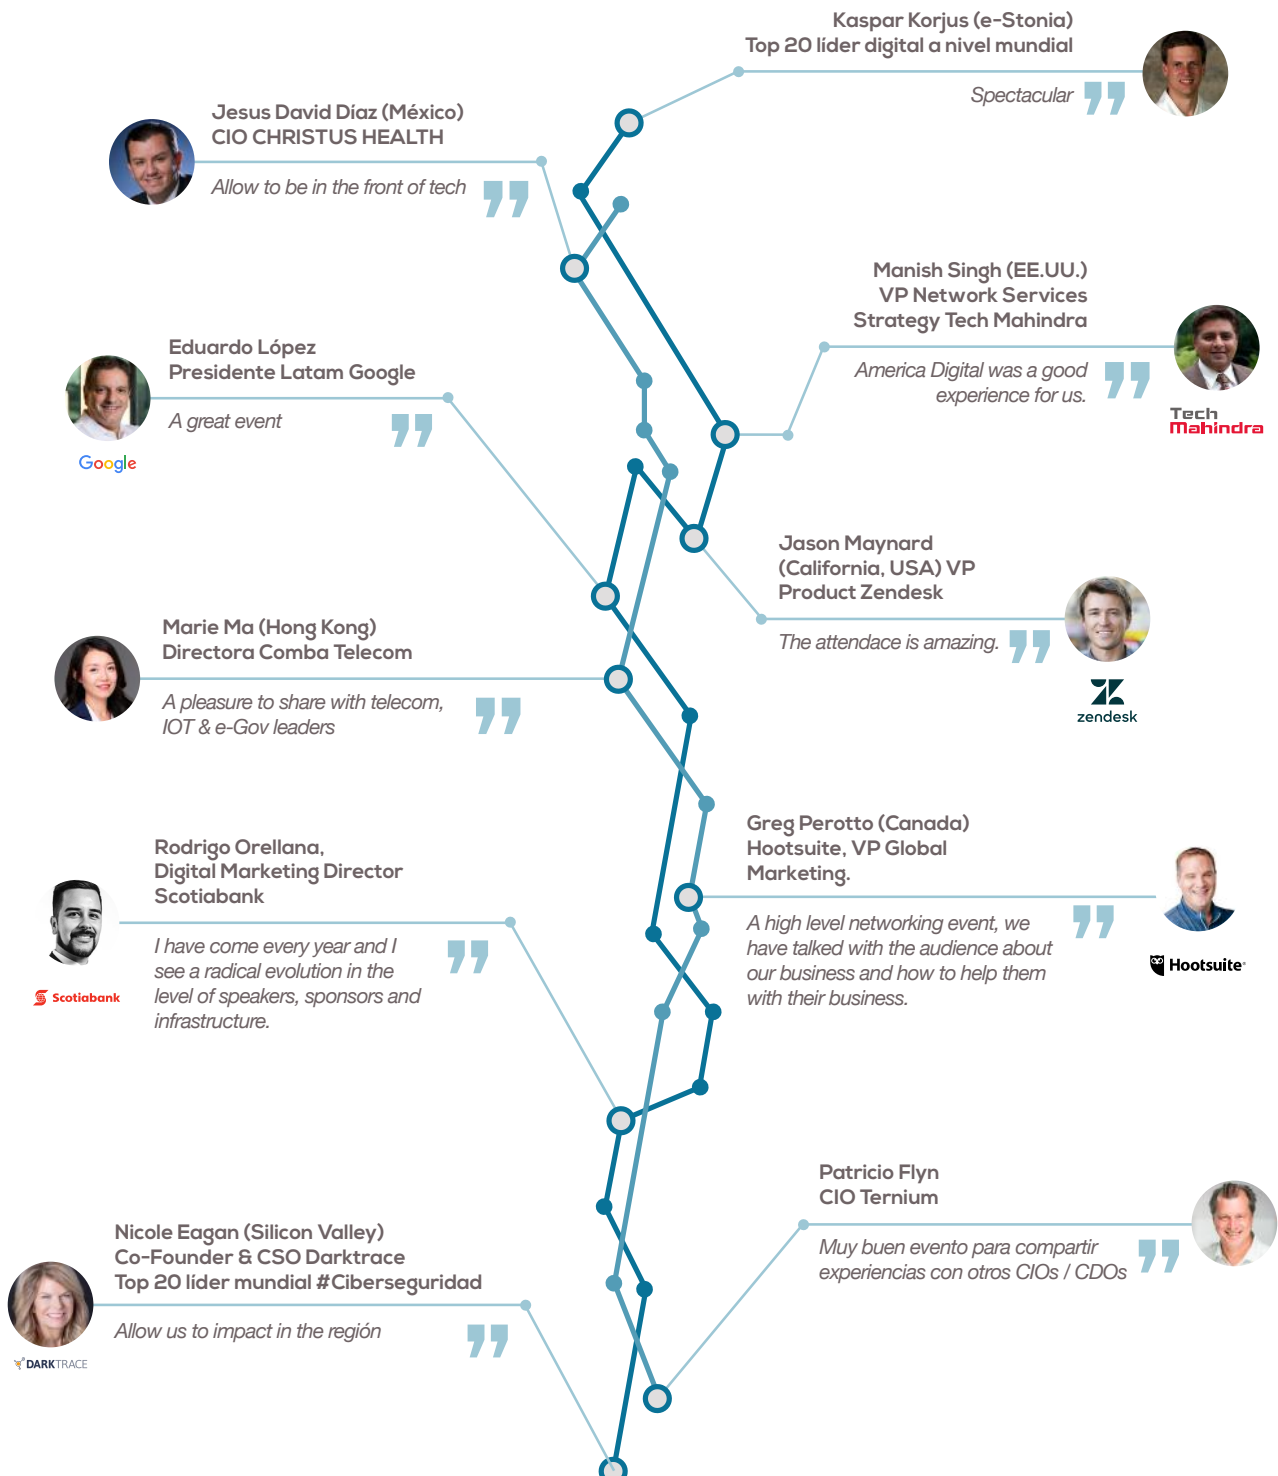 Kaspar Korjus (e-Stonia)
Top 20 líder digital a nivel mundial
Spectacular
Jesus David Díaz (México)
CIO CHRISTUS HEALTH
Allow to be in the front of tech
Manish Singh (EE.UU.)
VP Network Services
Strategy Tech Mahindra
America Digital was a good
experience for us.
Tech
Mahindra
Eduardo López
Presidente Latam Google
A great event
Google
Jason Maynard
(California, USA) VP
Product Zendesk
The attendace is amazing.
zendesk
Marie Ma (Hong Kong)
Directora Comba Telecom
A pleasure to share with telecom,
IOT & e-Gov leaders
Greg Perotto (Canada)
Hootsuite, VP Global
Marketing.
A high level networking event, we
have talked with the audience about
our business and how to help them
with their business.
Hootsuite
Rodrigo Orellana,
Digital Marketing Director
Scotiabank
I have come every year and I
see a radical evolution in the
level of speakers, sponsors and
infrastructure.
Scotiabank
Patricio Flyn
CIO Ternium
Muy buen evento para compartir
experiencias con otros CIOs / CDOs
Nicole Eagan (Silicon Valley)
Co-Founder & CSO Darktrace
Top 20 líder mundial #Ciberseguridad
Allow us to impact in the región
DARKTRACE